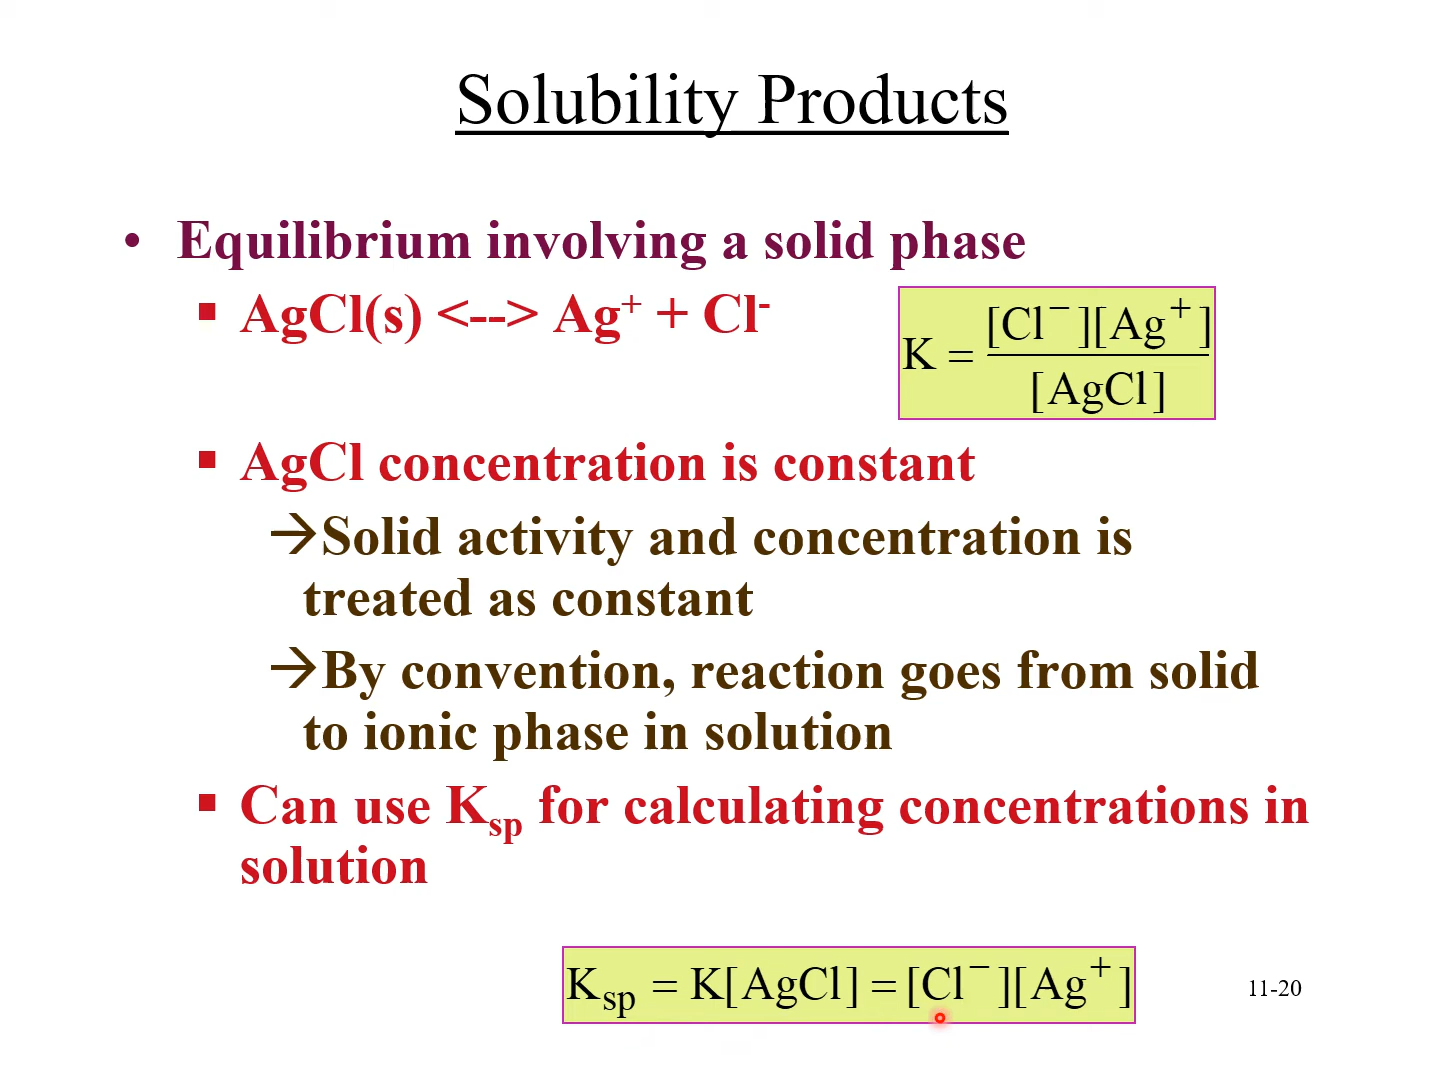 Solubility Products
• Equilibrium involving a solid phase
▪ AgCl(s) <--> Ag⁺ + Cl⁻
K = [Cl⁻][Ag⁺] / [AgCl]
▪ AgCl concentration is constant
→Solid activity and concentration is
treated as constant
→By convention, reaction goes from solid
to ionic phase in solution
▪ Can use Ksp for calculating concentrations in
solution
Ksp = K[AgCl] = [Cl⁻][Ag⁺]
11-20